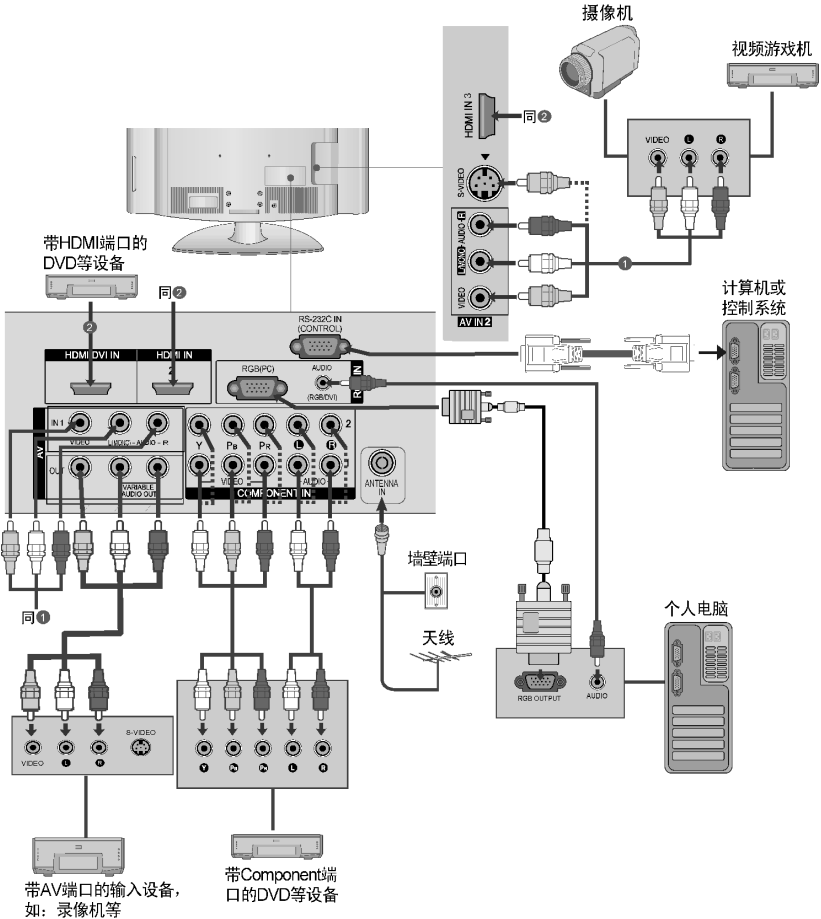 摄像机
视频游戏机
HDMI IN 3
同❷
VIDEO
L
R
S-VIDEO
L(MONO)-AUDIO-R
VIDEO
AV IN 2
❶
带HDMI端口的
DVD等设备
同❷
❷
计算机或
控制系统
RS-232C IN
(CONTROL)
HDMI/DVI IN
HDMI IN
2
RGB(PC)
AUDIO
(RGB/DVI)
AV
IN 1
VIDEO
L(MONO)- AUDIO - R
OUT
VARIABLE
AUDIO OUT
Y
PB
PR
L
R
2
1
VIDEO
AUDIO
COMPONENT IN
ANTENNA
IN
墙壁端口
天线
同❶
个人电脑
RGB OUTPUT
AUDIO
VIDEO
L
R
S-VIDEO
Y
PB
PR
L
R
带AV端口的输入设备，
如：录像机等
带Component端
口的DVD等设备